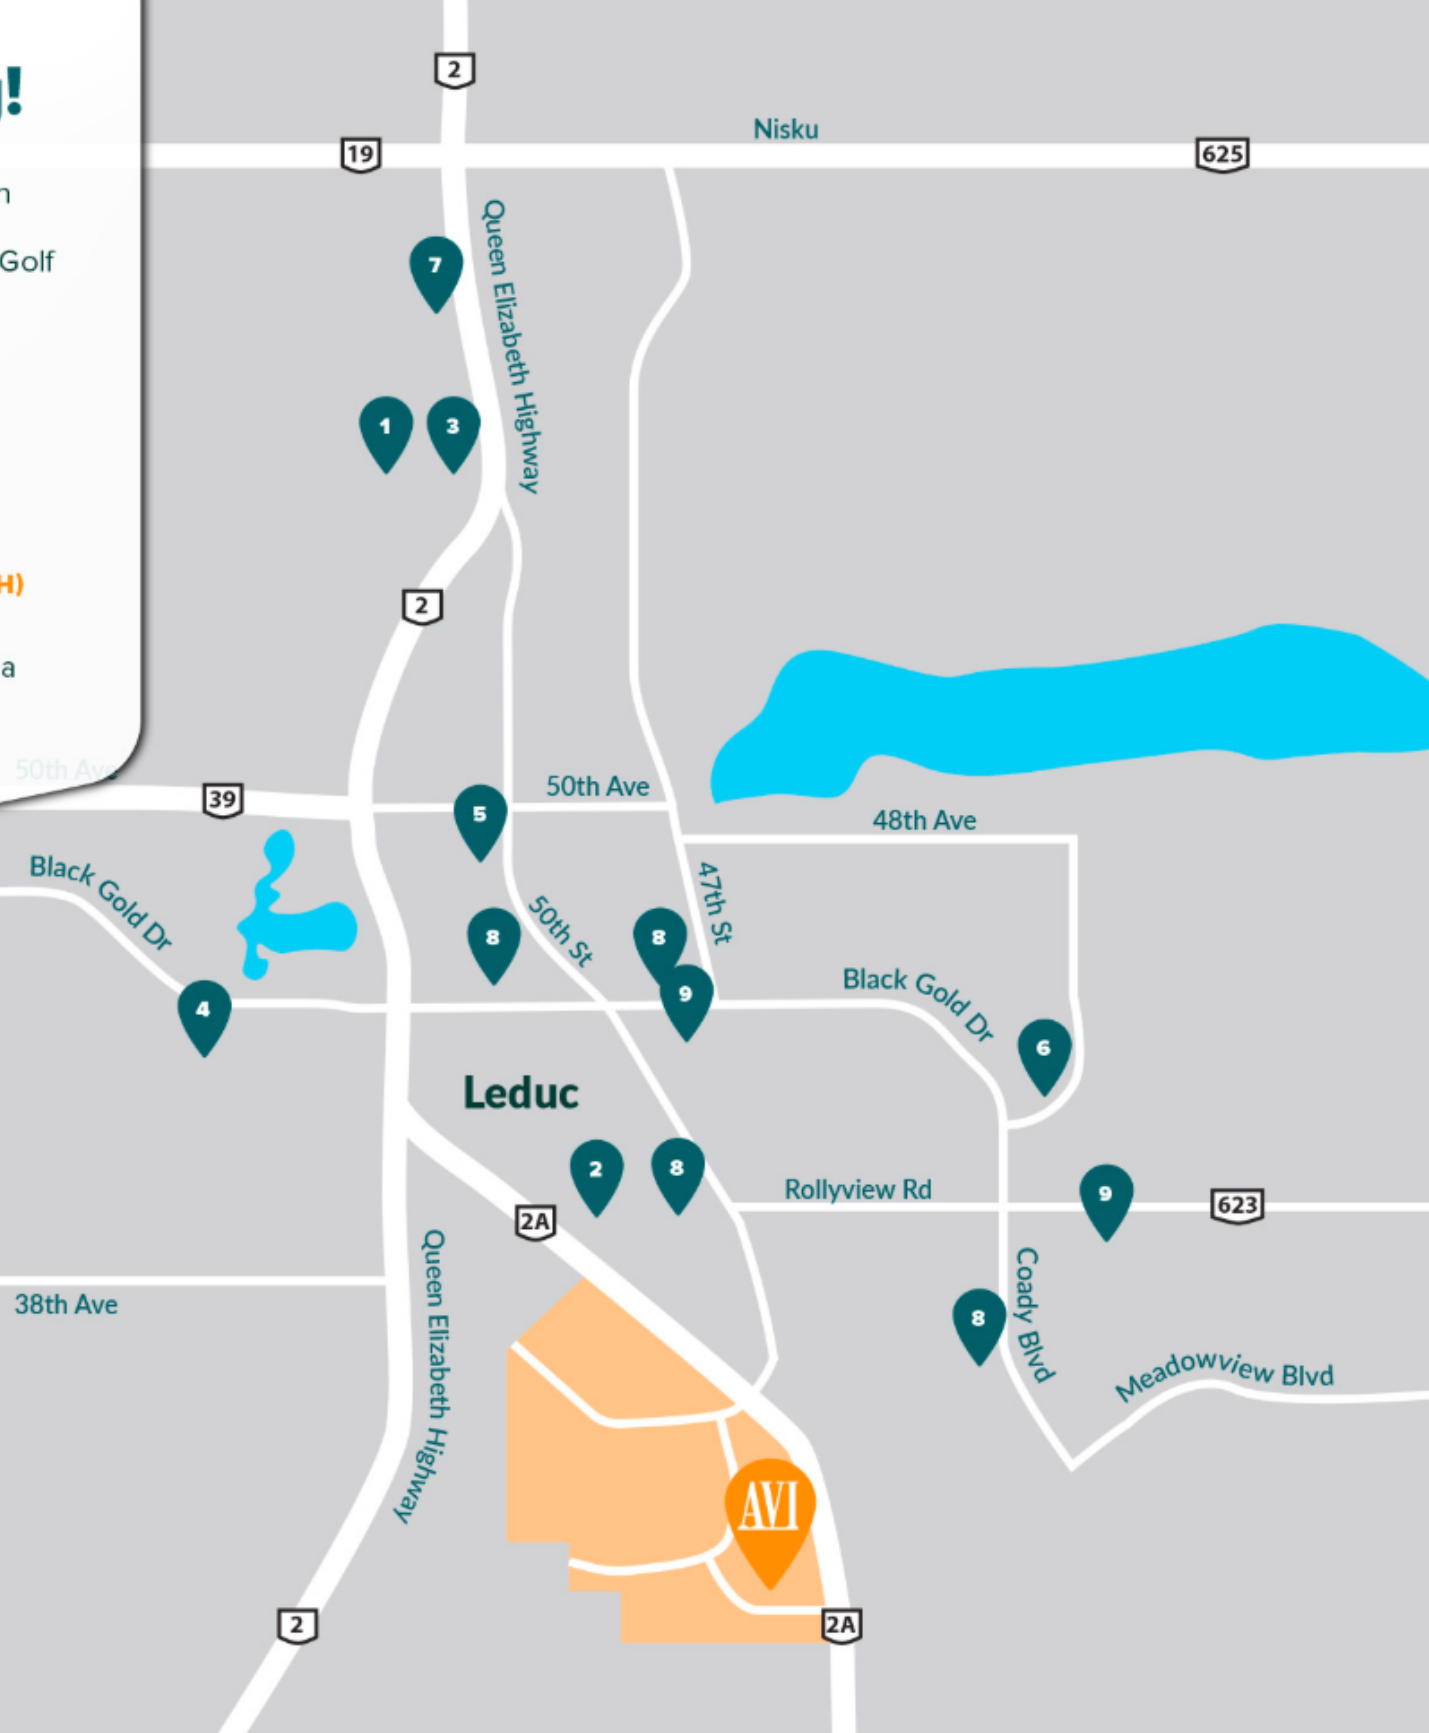 2
!
19
Nisku
625
n
Queen Elizabeth Highway
Golf
7
1
3
H)
2
a
50th Ave
39
50th Ave
5
48th Ave
Black Gold Dr
47th St
50th St
8
8
9
Black Gold Dr
4
6
Leduc
2
8
Rollyview Rd
9
623
2A
Queen Elizabeth Highway
38th Ave
Coady Blvd
8
Meadowview Blvd
AVI
2
2A